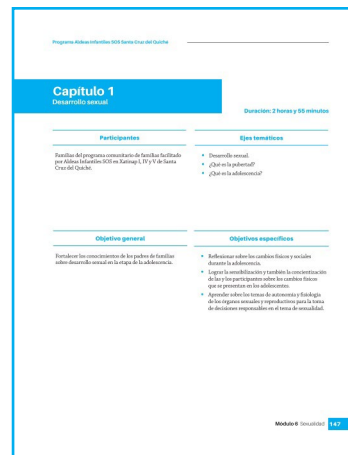 Programa Aldeas Infantiles SOS Santa Cruz del Quiché
Capítulo 1
Desarrollo sexual
Duración: 2 horas y 55 minutos
Participantes
Familias del programa comunitario de familias facilitado
por Aldeas Infantiles SOS en Xatinap I, IV y V de Santa
Cruz del Quiché.
Ejes temáticos
• Desarrollo sexual.
• ¿Qué es la pubertad?
• ¿Qué es la adolescencia?
Objetivo general
Fortalecer los conocimientos de los padres de familias
sobre desarrollo sexual en la etapa de la adolescencia.
Objetivos específicos
• Reflexionar sobre los cambios físicos y sociales
durante la adolescencia.
• Lograr la sensibilización y también la concientización
de las y los participantes sobre los cambios físicos
que se presentan en los adolescentes.
• Aprender sobre los temas de autonomía y fisiología
de los órganos sexuales y reproductivos para la toma
de decisiones responsables en el tema de sexualidad.
Módulo 6 Sexualidad 147